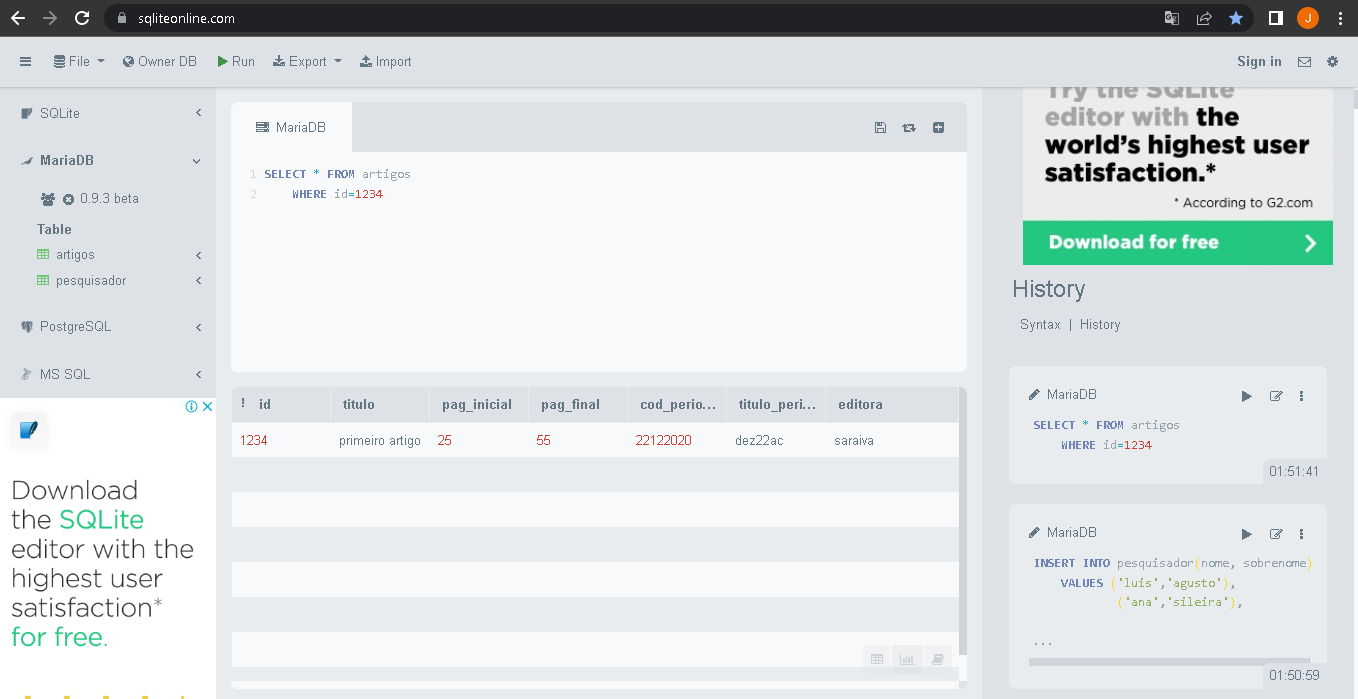 sqliteonline.com
J
File Owner DB Run Export Import
Sign in
SQLite
MariaDB
0.9.3 beta
Table
artigos
pesquisador
PostgreSQL
MS SQL
Download
the SQLite
editor with the
highest user
satisfaction*
for free.
MariaDB
1 SELECT * FROM artigos
2 WHERE id=1234
id titulo pag_inicial pag_final cod_perio... titulo_peri... editora
1234 primeiro artigo 25 55 22122020 dez22ac saraiva
Try the SQLite
editor with the
world's highest user
satisfaction.*
* According to G2.com
Download for free
History
Syntax | History
MariaDB
SELECT * FROM artigos
WHERE id=1234
01:51:41
MariaDB
INSERT INTO pesquisador(nome, sobrenome)
VALUES ('luis','agusto'),
('ana','sileira'),
...
01:50:59